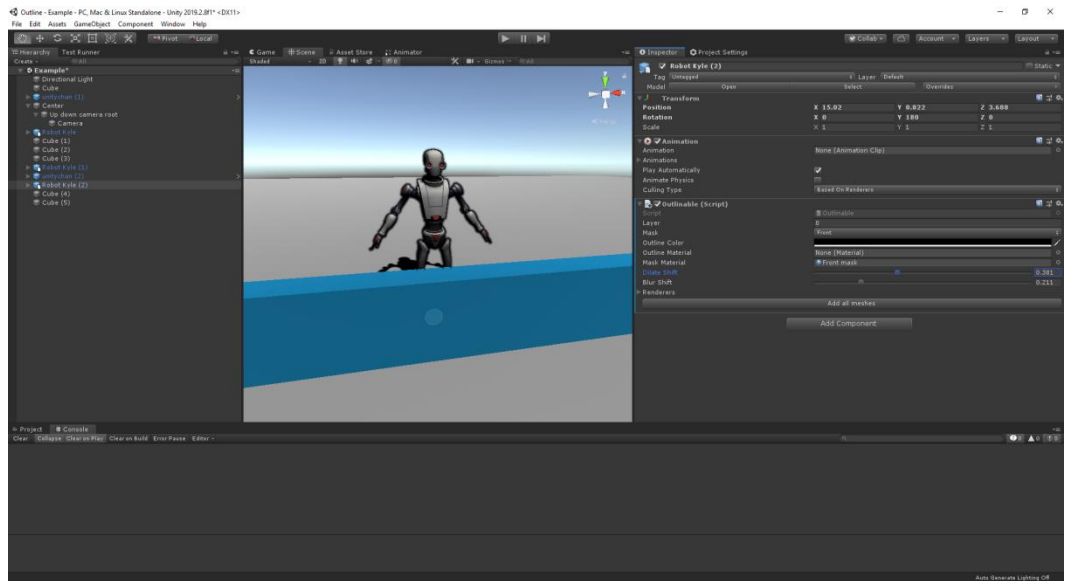 Outline - Example - PC, Mac & Linux Standalone - Unity 2019.2.8f1* <DX11>
File Edit Assets GameObject Component Window Help
Pivot Local
Collab Account Layers Layout
Hierarchy Test Runner
Create All
Example*
Directional Light
Cube
unitychan (1)
Center
Up down camera root
Camera
Robot Kyle
Cube (1)
Cube (2)
Cube (3)
Robot Kyle (1)
unitychan (2)
Robot Kyle (2)
Cube (4)
Cube (5)
Game Scene Asset Store Animator
Shaded 2D 0 Gizmos All
Inspector Project Settings
Robot Kyle (2) Static
Tag Untagged Layer Default
Model Open Select Overrides
Transform
Position X 15.02 Y 0.822 Z 3.688
Rotation X 0 Y 180 Z 0
Scale X 1 Y 1 Z 1
Animation
Animation None (Animation Clip)
Animations
Play Automatically
Animate Physics
Culling Type Based On Renderers
Outlinable (Script)
Script Outlinable
Layer 0
Mask Front
Outline Color
Outline Material None (Material)
Mask Material Front mask
Dilate Shift 0.381
Blur Shift 0.211
Renderers
Add all meshes
Add Component
Project Console
Clear Collapse Clear on Play Clear on Build Error Pause Editor
Auto Generate Lighting Off